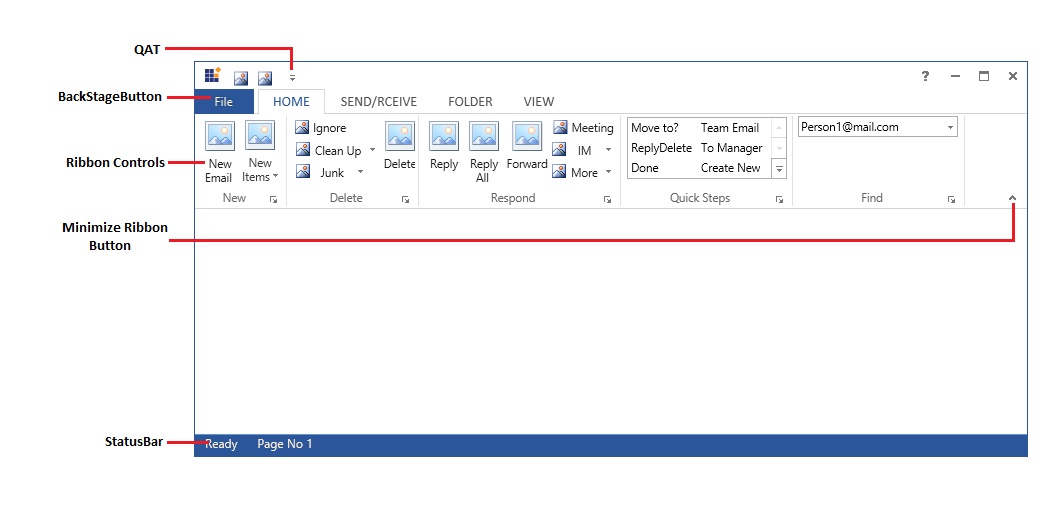 QAT
?
BackStageButton
File HOME SEND/RCEIVE FOLDER VIEW
Ribbon Controls
New Email
New Items
New
Ignore
Clean Up
Junk
Delete
Delete
Reply
Reply All
Forward
Meeting
IM
More
Respond
Move to? Team Email
ReplyDelete To Manager
Done Create New
Quick Steps
Person1@mail.com
Find
Minimize Ribbon
Button
StatusBar
Ready Page No 1